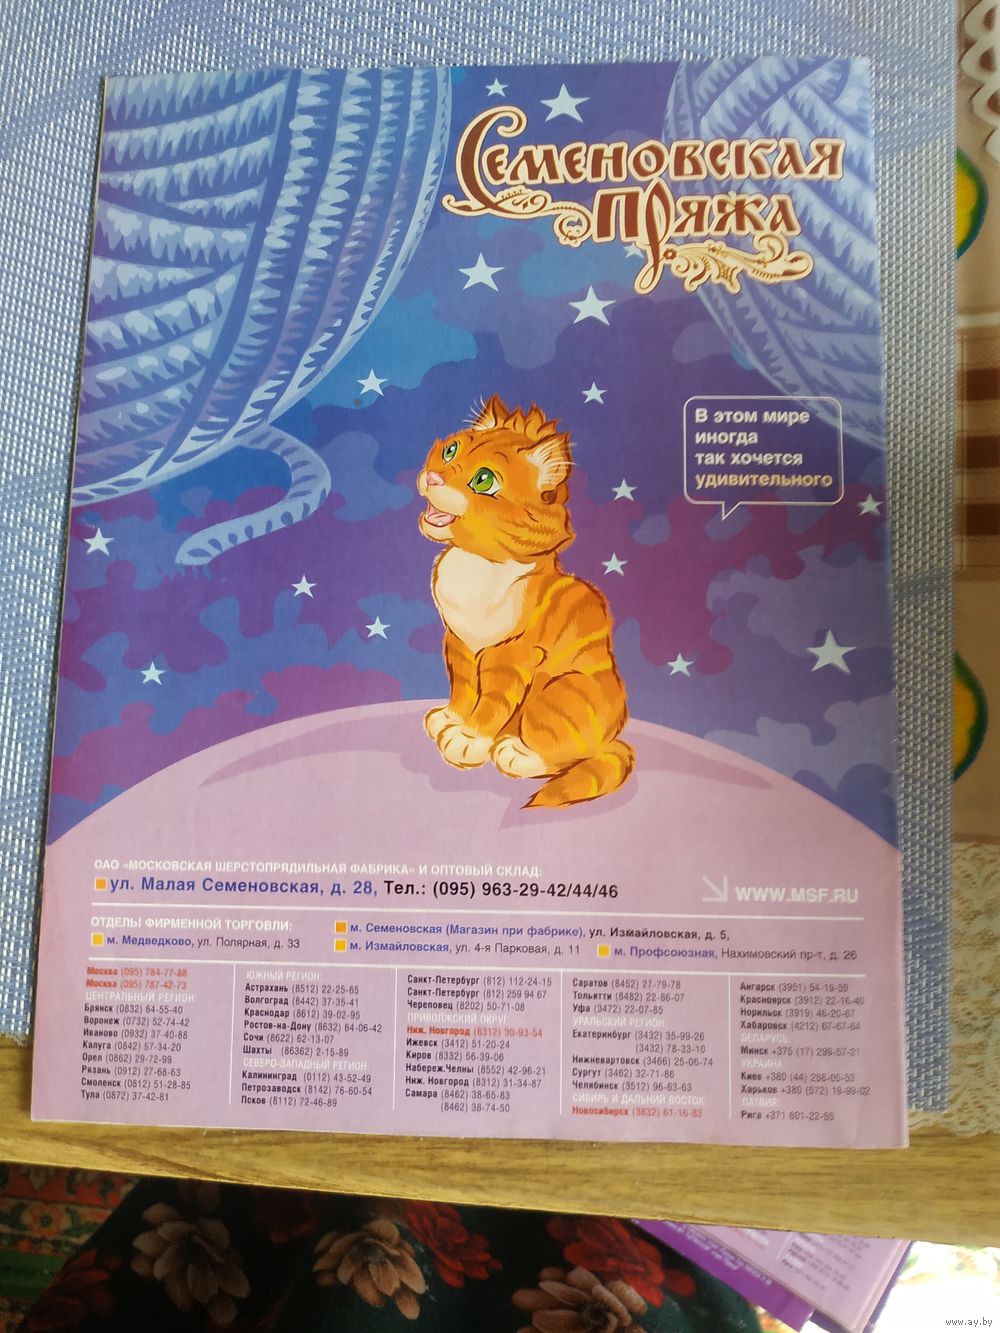 Семеновская
Пряжа
В этом мире
иногда
так хочется
удивительного
ОАО «МОСКОВСКАЯ ШЕРСТОПРЯДИЛЬНАЯ ФАБРИКА» И ОПТОВЫЙ СКЛАД:
ул. Малая Семеновская, д. 28, Тел.: (095) 963-29-42/44/46
WWW.MSF.RU
ОТДЕЛЫ ФИРМЕННОЙ ТОРГОВЛИ:
м. Медведково, ул. Полярная, д. 33
м. Семеновская (Магазин при фабрике), ул. Измайловская, д. 5,
м. Измайловская, ул. 4-я Парковая, д. 11
м. Профсоюзная, Нахимовский пр-т, д. 26
Москва (095) 784-77-88
Москва (095) 787-42-73
ЦЕНТРАЛЬНЫЙ РЕГИОН:
Брянск (0832) 64-55-40
Воронеж (0732) 52-74-42
Иваново (0932) 37-40-88
Калуга (0842) 57-34-20
Орел (0862) 29-72-99
Рязань (0912) 27-68-63
Смоленск (0812) 51-28-85
Тула (0872) 37-42-81
ЮЖНЫЙ РЕГИОН:
Астрахань (8512) 22-25-65
Волгоград (8442) 37-35-41
Краснодар (8612) 39-02-95
Ростов-на-Дону (8632) 64-06-42
Сочи (8622) 62-13-07
Шахты (86362) 2-15-89
СЕВЕРО-ЗАПАДНЫЙ РЕГИОН:
Калининград (0112) 43-52-49
Петрозаводск (8142) 76-60-54
Псков (8112) 72-46-89
Санкт-Петербург (812) 112-24-15
Санкт-Петербург (812) 259 94 67
Череповец (8202) 50-71-08
ПРИВОЛЖСКИЙ ОКРУГ
Ниж. Новгород (8312) 30-93-54
Ижевск (3412) 51-20-24
Киров (8332) 56-39-06
Набереж.Челны (8552) 42-96-21
Ниж. Новгород (8312) 31-34-87
Самара (8462) 38-65-83
(8462) 38-74-50
Саратов (8452) 27-79-78
Тольятти (8482) 22-86-07
Уфа (3472) 22-07-85
УРАЛЬСКИЙ РЕГИОН:
Екатеринбург (3432) 35-99-26
(3432) 78-33-10
Нижневартовск (3466) 25-06-74
Сургут (3462) 32-71-86
Челябинск (3512) 96-63-63
СИБИРЬ И ДАЛЬНИЙ ВОСТОК:
Новосибирск (3832) 61-16-83
Ангарск (3951) 54-19-59
Красноярск (3912) 22-16-40
Норильск (3919) 46-20-67
Хабаровск (4212) 67-67-64
БЕЛАРУСЬ:
Минск +375 (17) 299-57-21
УКРАИНА:
Киев +380 (44) 258-05-53
Харьков +380 (572) 16-99-02
ЛАТВИЯ:
Рига +371 601-22-55
www.ay.by